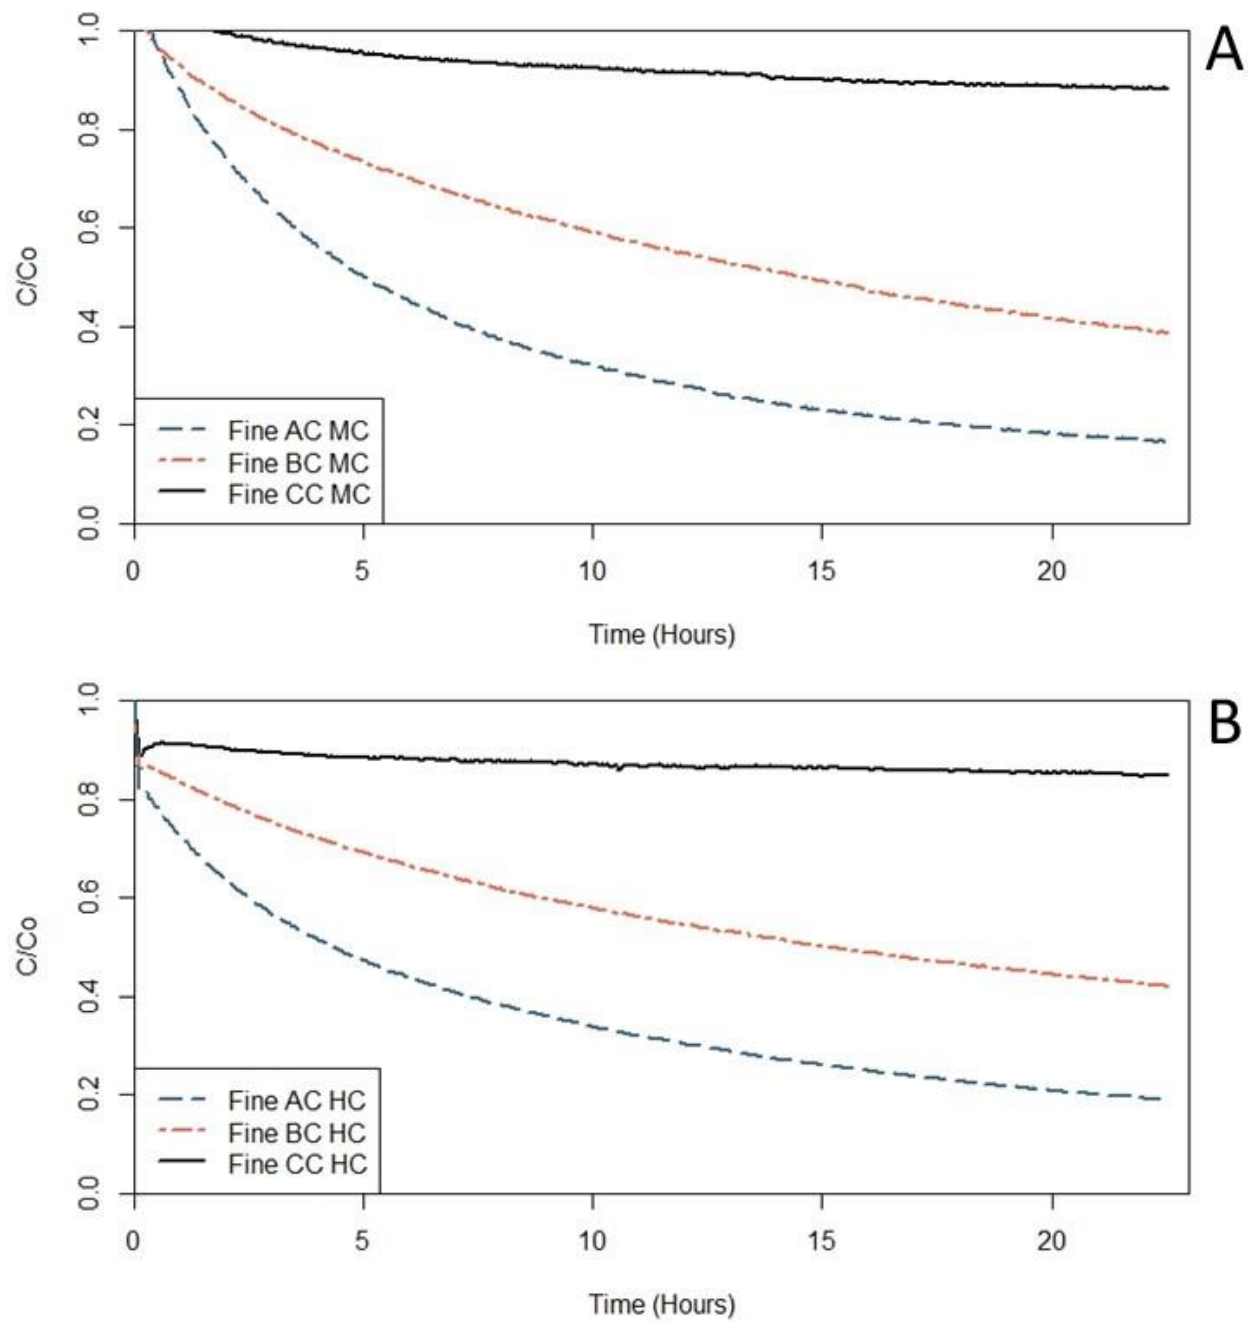 A
1.0
0.8
0.6
0.4
0.2
0.0
C/Co
Fine AC MC
Fine BC MC
Fine CC MC
0 5 10 15 20
Time (Hours)
B
1.0
0.8
0.6
0.4
0.2
0.0
C/Co
Fine AC HC
Fine BC HC
Fine CC HC
0 5 10 15 20
Time (Hours)